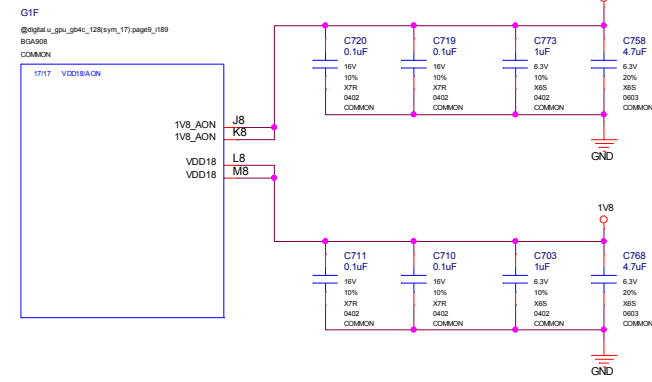 G1F
@digital.u_gpu_gb4c_128(sym_17):page9_i189
BGA908
COMMON
17/17 VDD18/AON
1V8_AON J8
1V8_AON K8
VDD18 L8
VDD18 M8
C720
0.1uF
16V
10%
X7R
0402
COMMON
C719
0.1uF
16V
10%
X7R
0402
COMMON
C773
1uF
6.3V
10%
X6S
0402
COMMON
C758
4.7uF
6.3V
20%
X6S
0603
COMMON
GND
1V8
C711
0.1uF
16V
10%
X7R
0402
COMMON
C710
0.1uF
16V
10%
X7R
0402
COMMON
C703
1uF
6.3V
10%
X6S
0402
COMMON
C768
4.7uF
6.3V
20%
X6S
0603
COMMON
GND